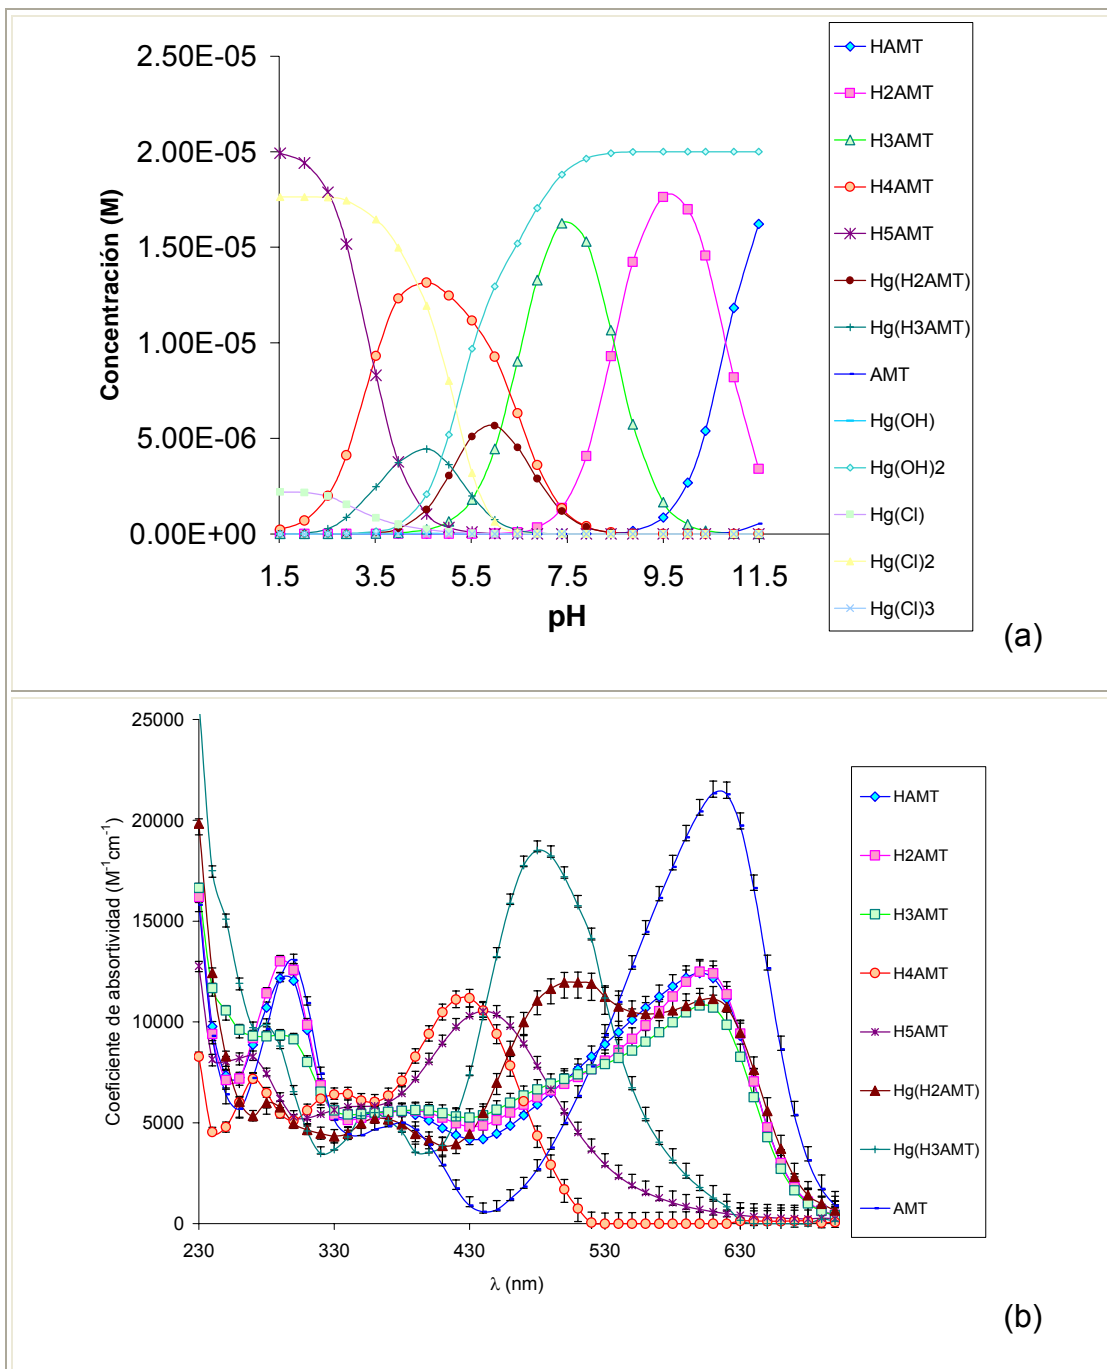 2.50E-05
2.00E-05
1.50E-05
1.00E-05
5.00E-06
0.00E+00
Concentración (M)
1.5 3.5 5.5 7.5 9.5 11.5
pH
HAMT
H2AMT
H3AMT
H4AMT
H5AMT
Hg(H2AMT)
Hg(H3AMT)
AMT
Hg(OH)
Hg(OH)2
Hg(Cl)
Hg(Cl)2
Hg(Cl)3
(a)
25000
20000
15000
10000
5000
0
Coeficiente de absortividad (M⁻¹cm⁻¹)
230 330 430 530 630
λ (nm)
HAMT
H2AMT
H3AMT
H4AMT
H5AMT
Hg(H2AMT)
Hg(H3AMT)
AMT
(b)